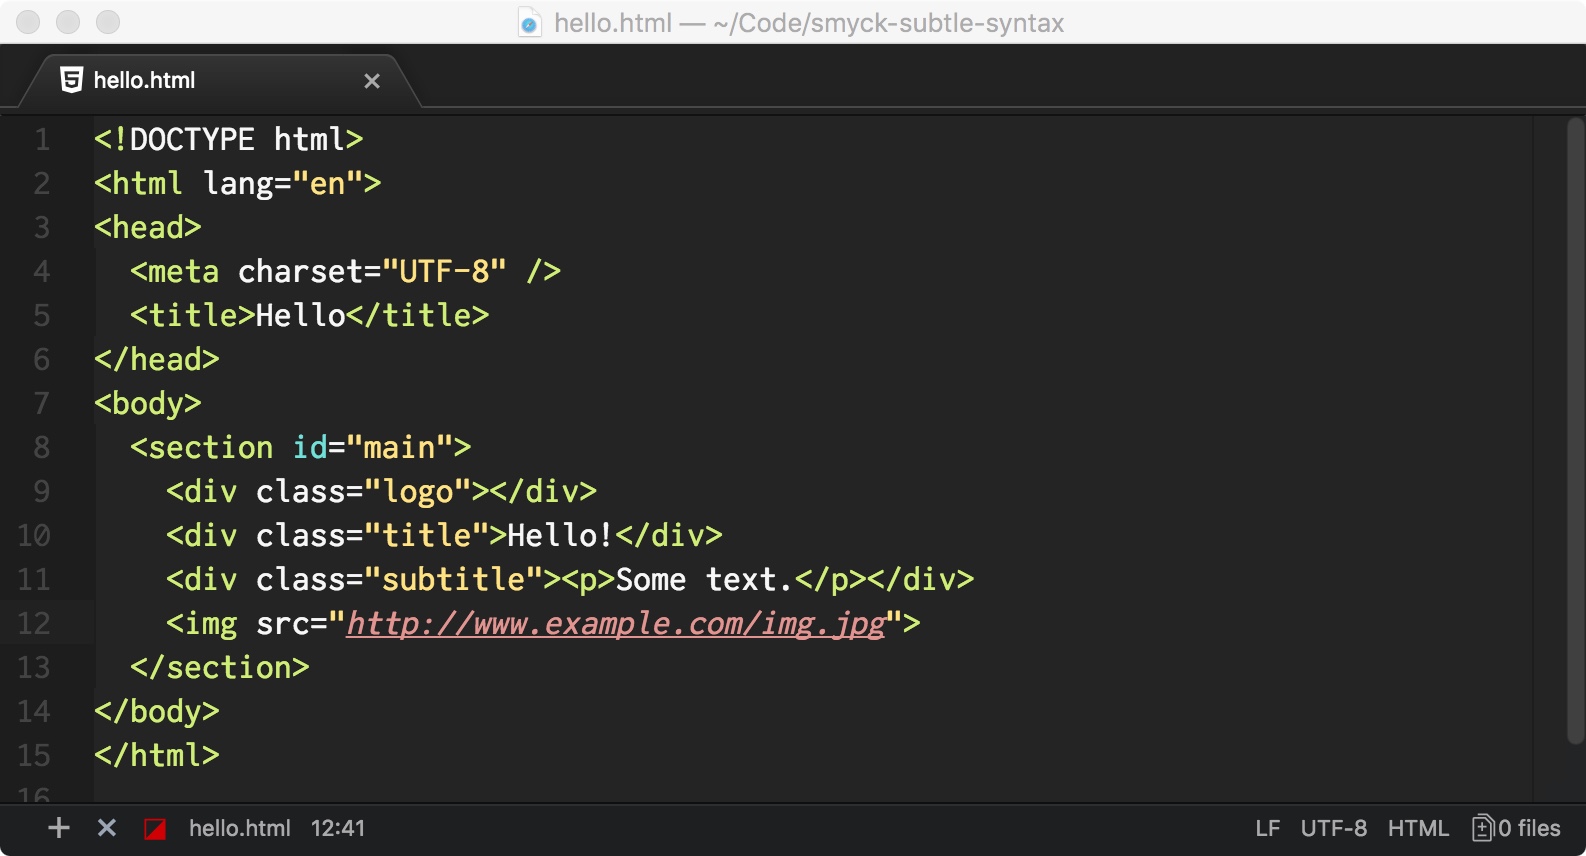 hello.html — ~/Code/smyck-subtle-syntax
hello.html ×
1 <!DOCTYPE html>
2 <html lang="en">
3 <head>
4   <meta charset="UTF-8" />
5   <title>Hello</title>
6 </head>
7 <body>
8   <section id="main">
9     <div class="logo"></div>
10     <div class="title">Hello!</div>
11     <div class="subtitle"><p>Some text.</p></div>
12     <img src="http://www.example.com/img.jpg">
13   </section>
14 </body>
15 </html>
16
+ × hello.html 12:41 LF UTF-8 HTML 0 files